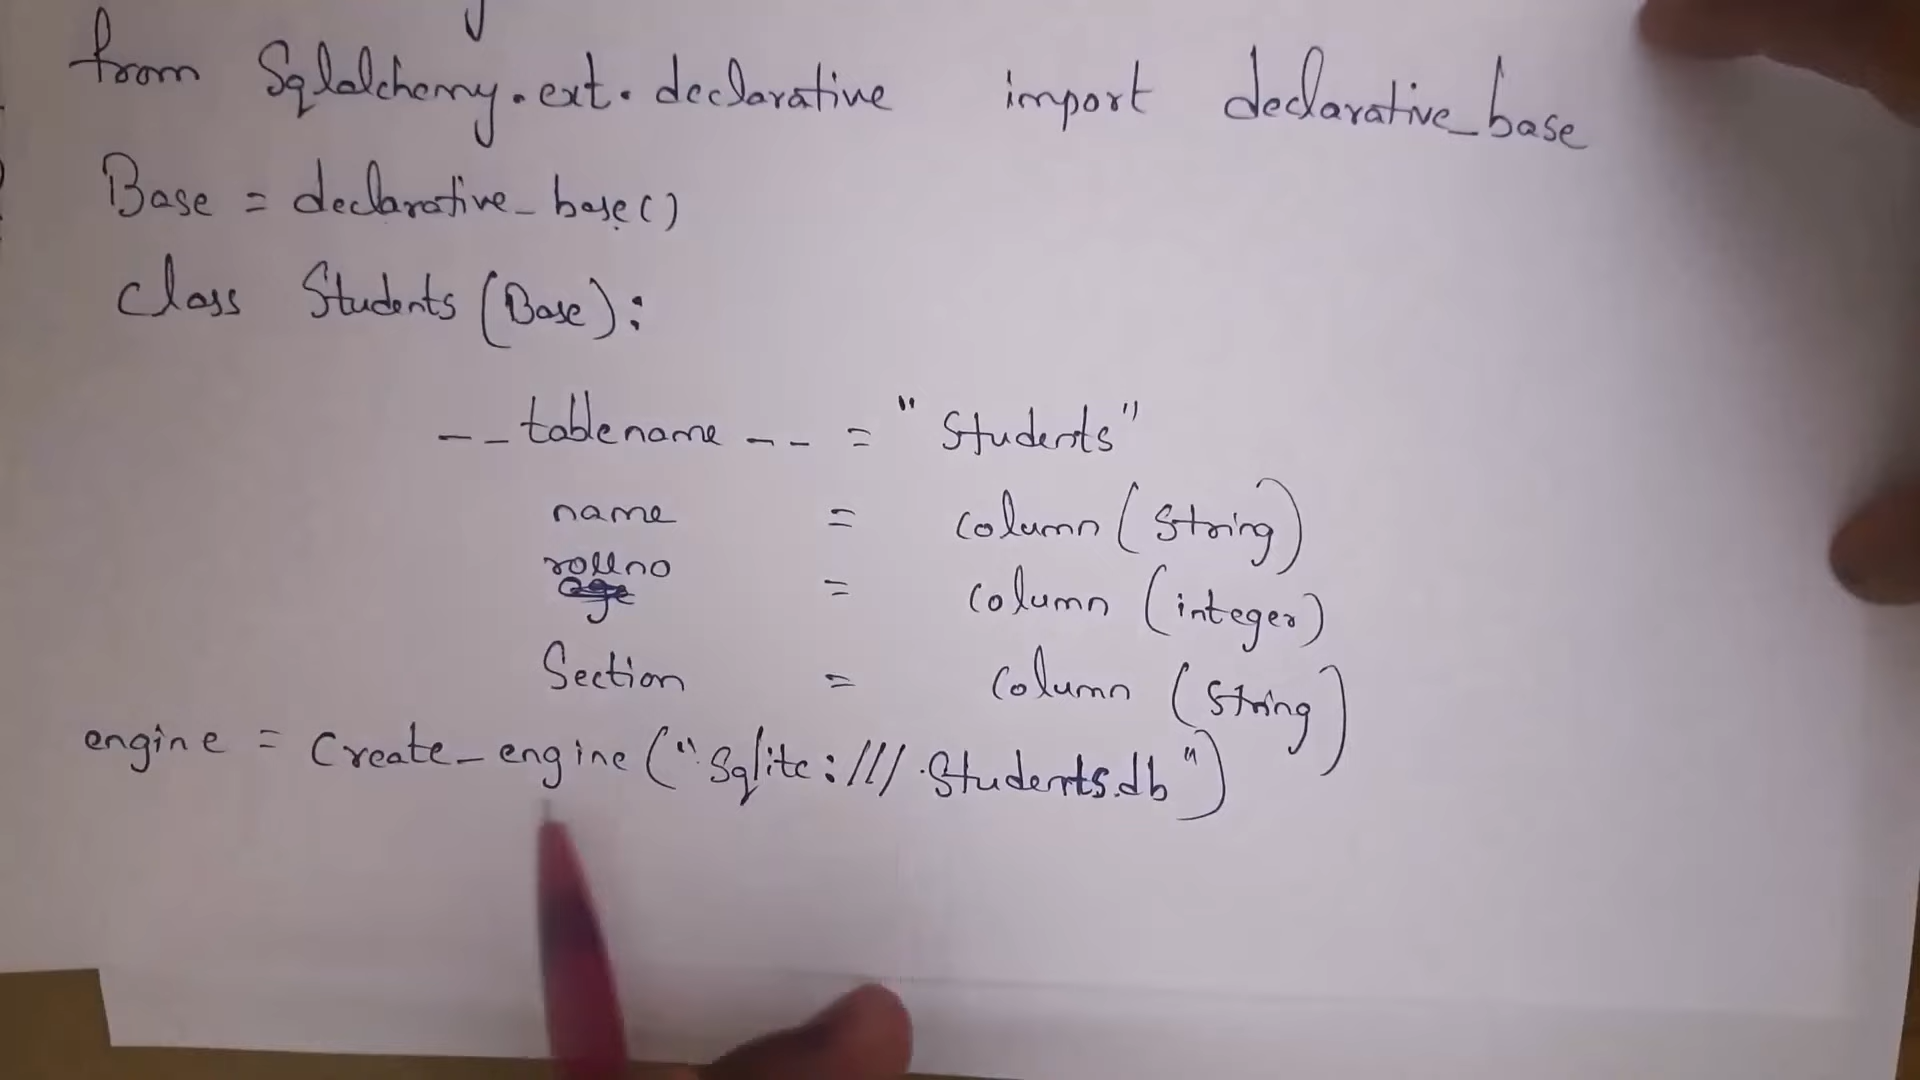 from Sqlalchemy.ext.declarative import declarative_base
Base = declarative_base()
class Students (Base):
__tablename__ = "Students"
name = column (String)
rollno = column (integer)
Section = column (String)
engine = Create_engine ("Sqlite:///Students.db")